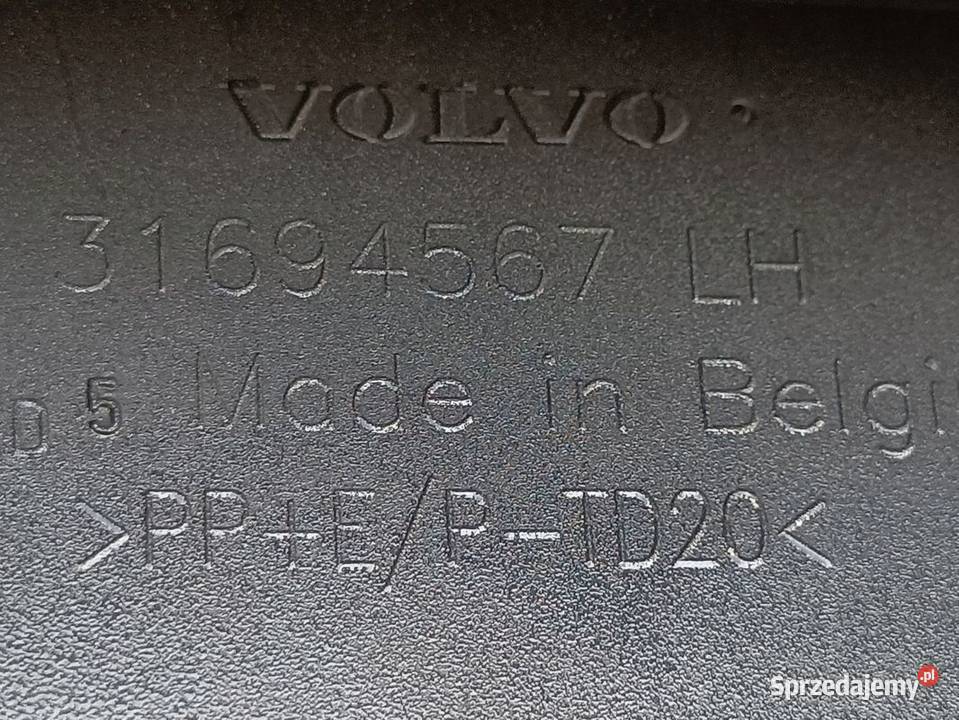 VOLVO
31694567 LH
D 5 Made in Belgi
>PP+E/P-TD20<
Sprzedajemy.pl